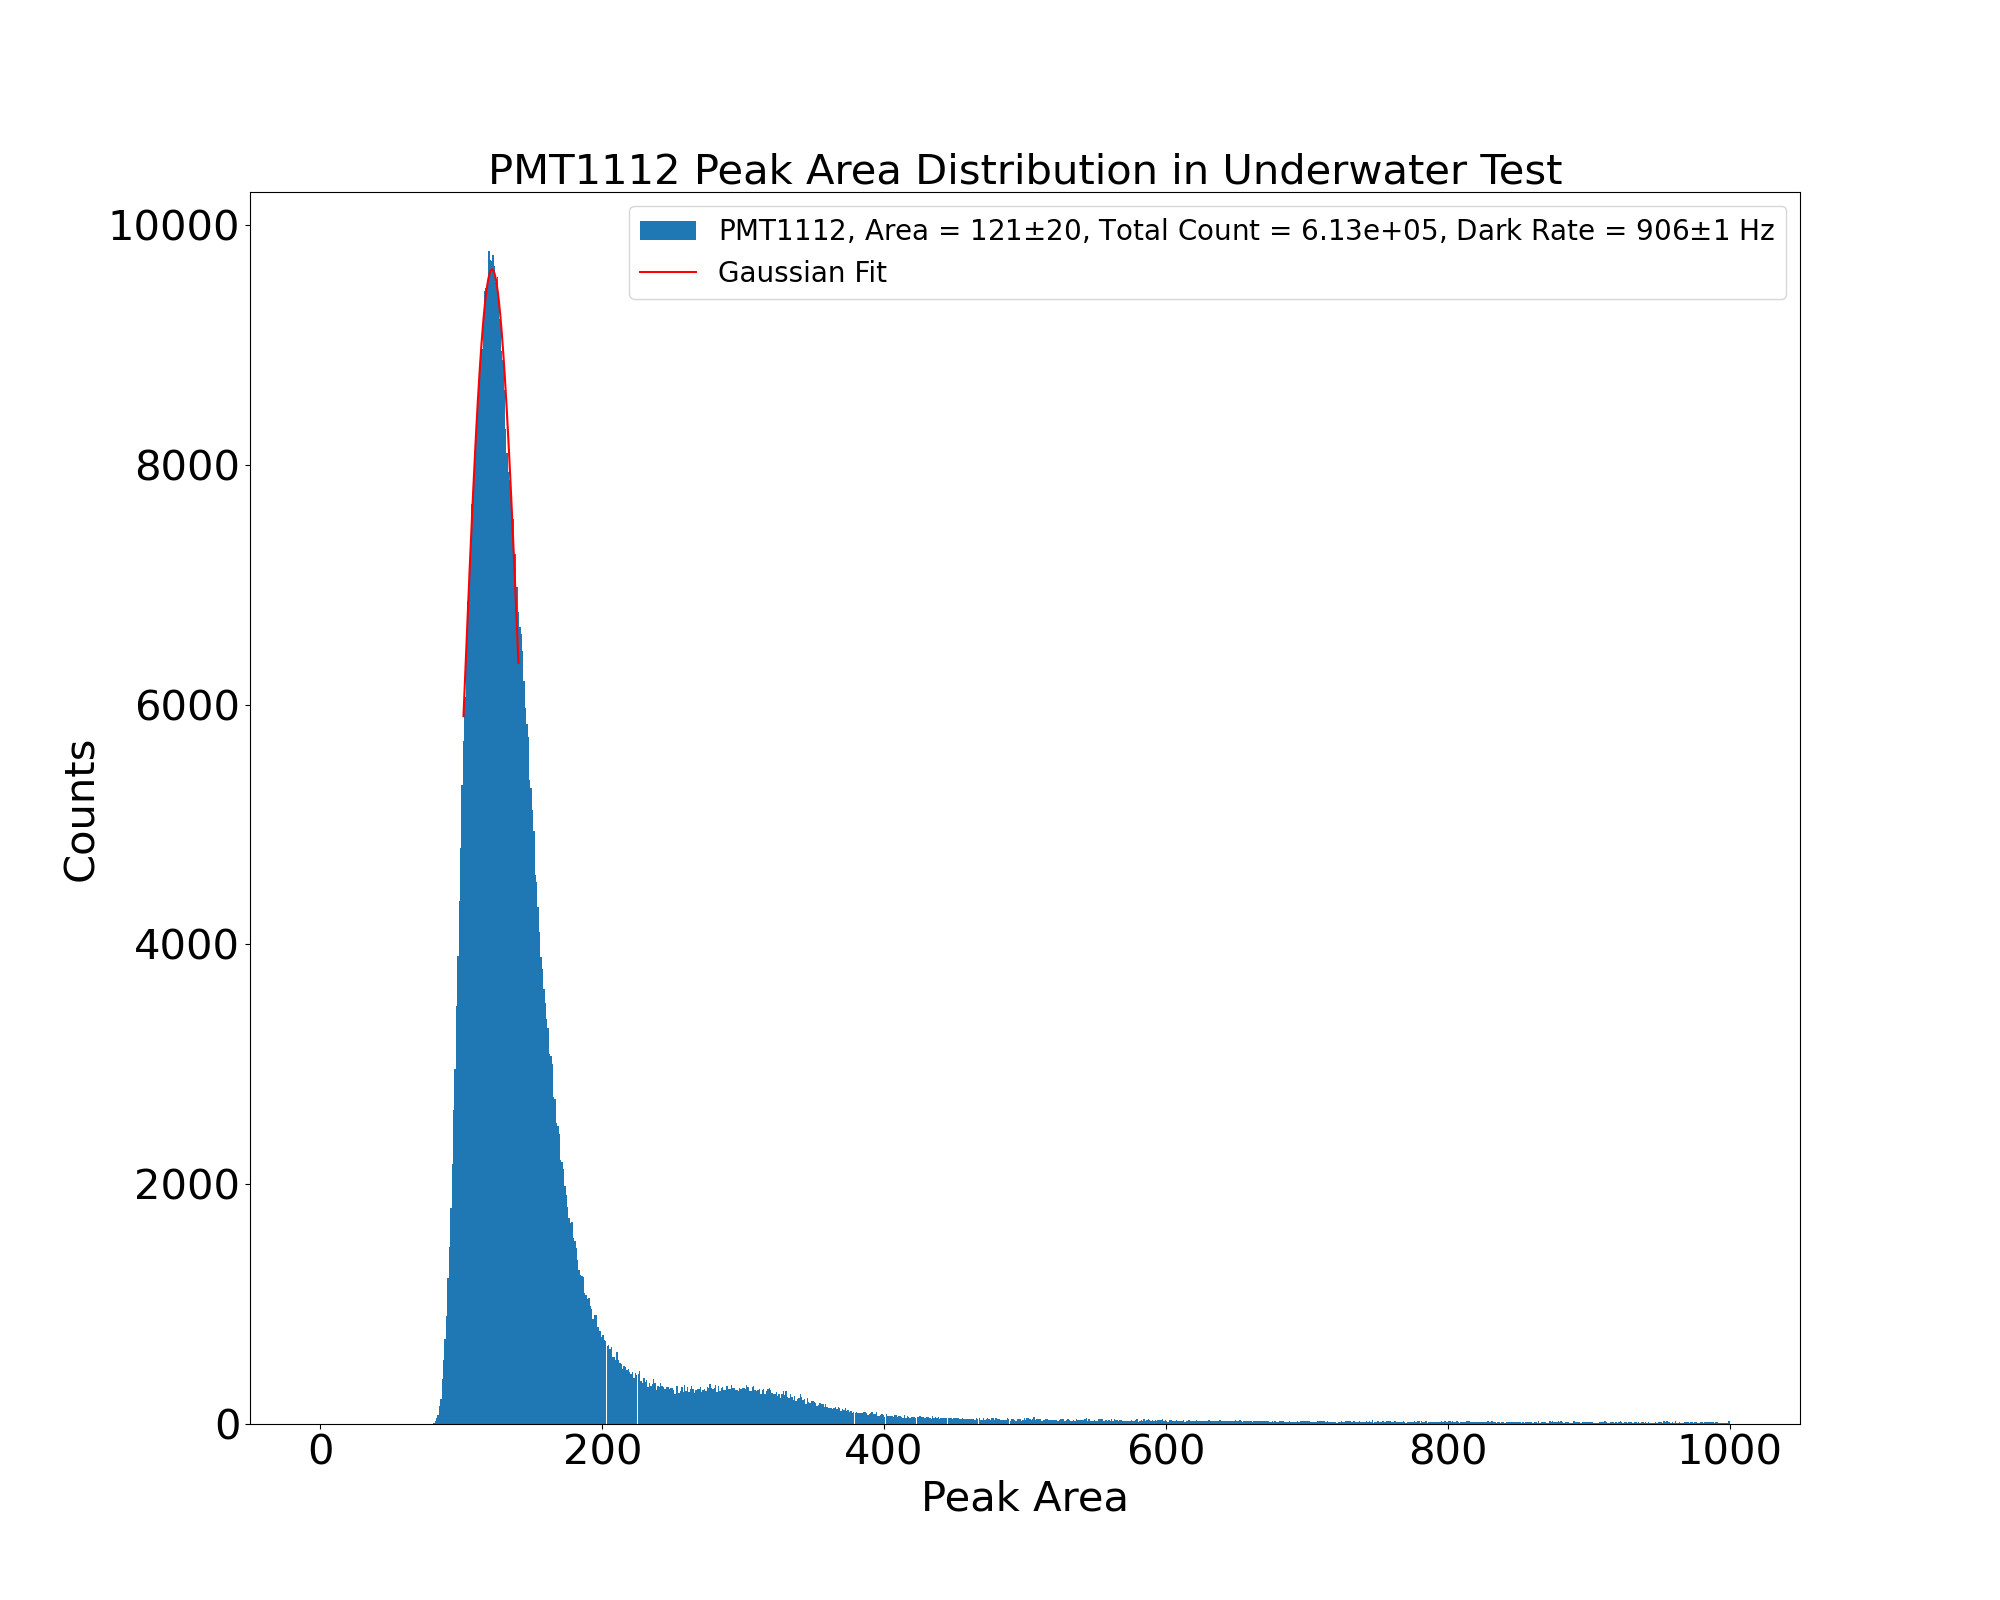 PMT1112 Peak Area Distribution in Underwater Test
PMT1112, Area = 121±20, Total Count = 6.13e+05, Dark Rate = 906±1 Hz
Gaussian Fit
10000
8000
6000
4000
2000
0
Counts
0 200 400 600 800 1000
Peak Area